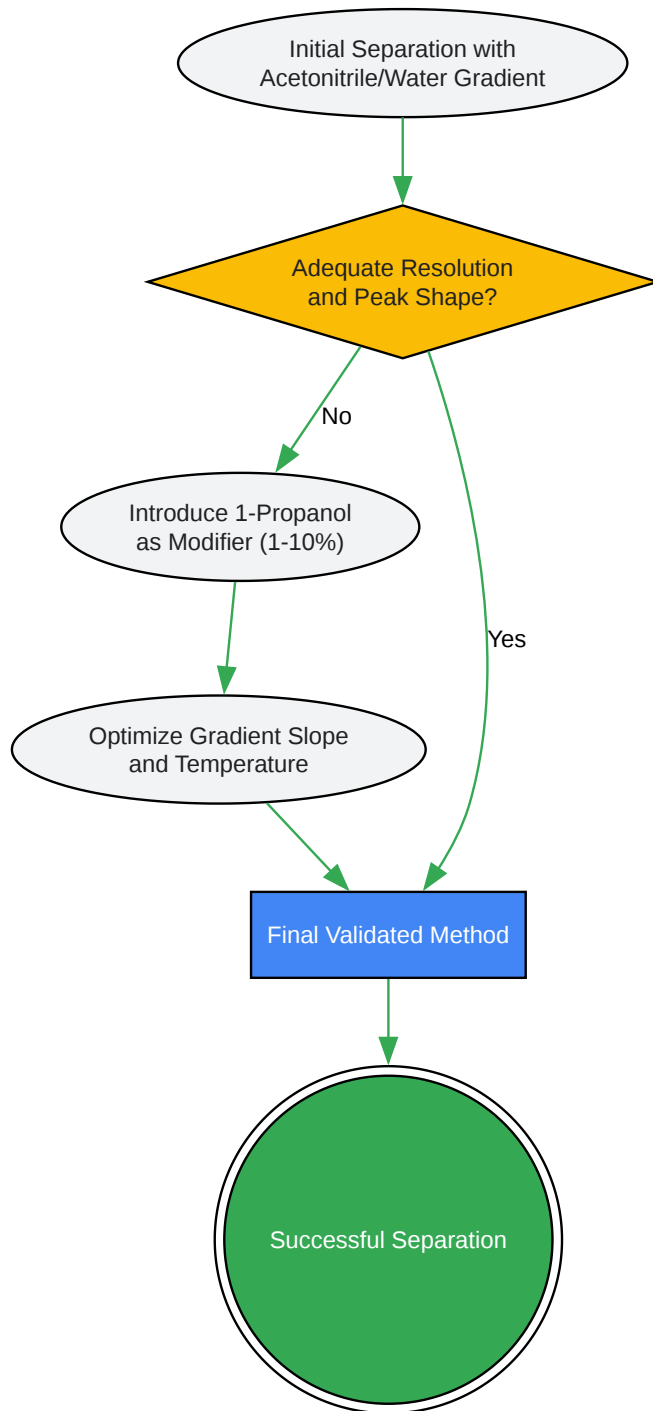 Initial Separation with
Acetonitrile/Water Gradient
Adequate Resolution
and Peak Shape?
No
Introduce 1-Propanol
as Modifier (1-10%)
Yes
Optimize Gradient Slope
and Temperature
Final Validated Method
Successful Separation